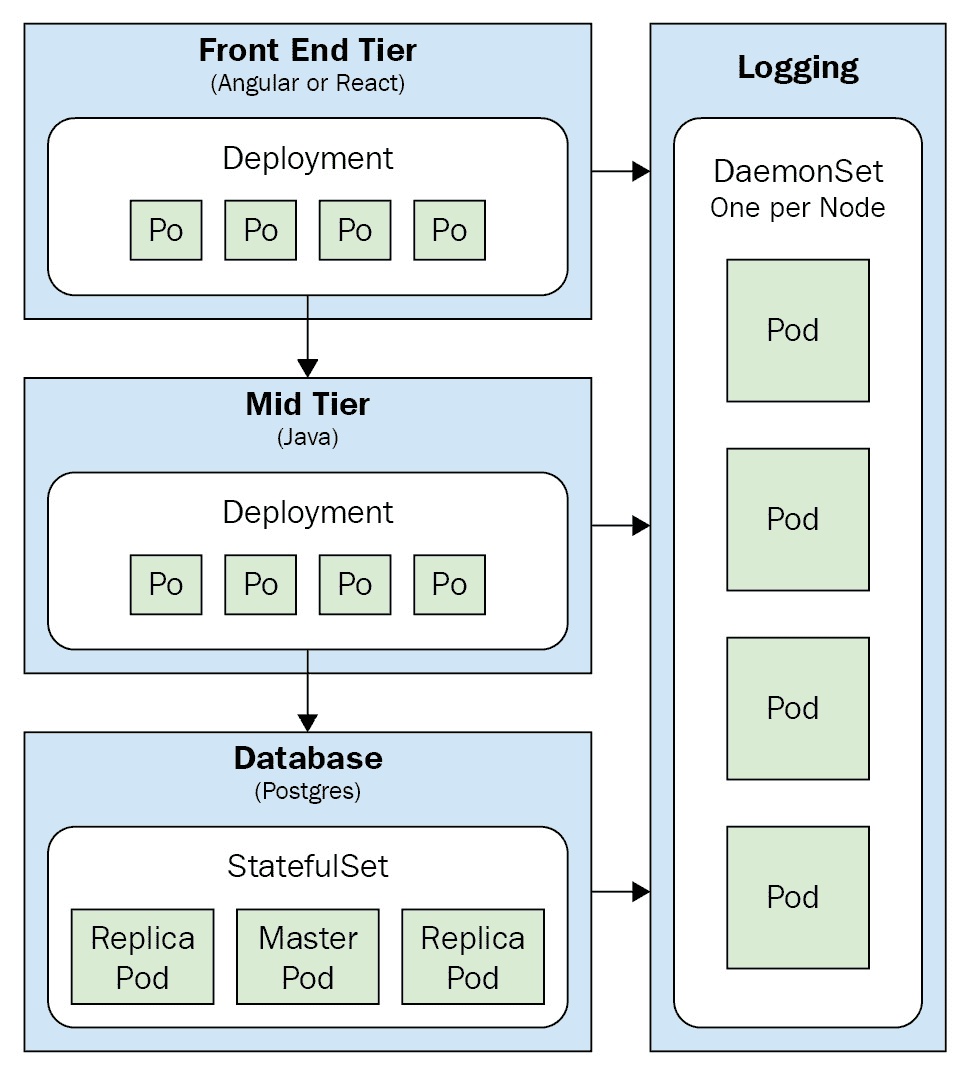 Front End Tier
(Angular or React)
Deployment
Po Po Po Po
Mid Tier
(Java)
Deployment
Po Po Po Po
Database
(Postgres)
StatefulSet
Replica Pod
Master Pod
Replica Pod
Logging
DaemonSet
One per Node
Pod
Pod
Pod
Pod